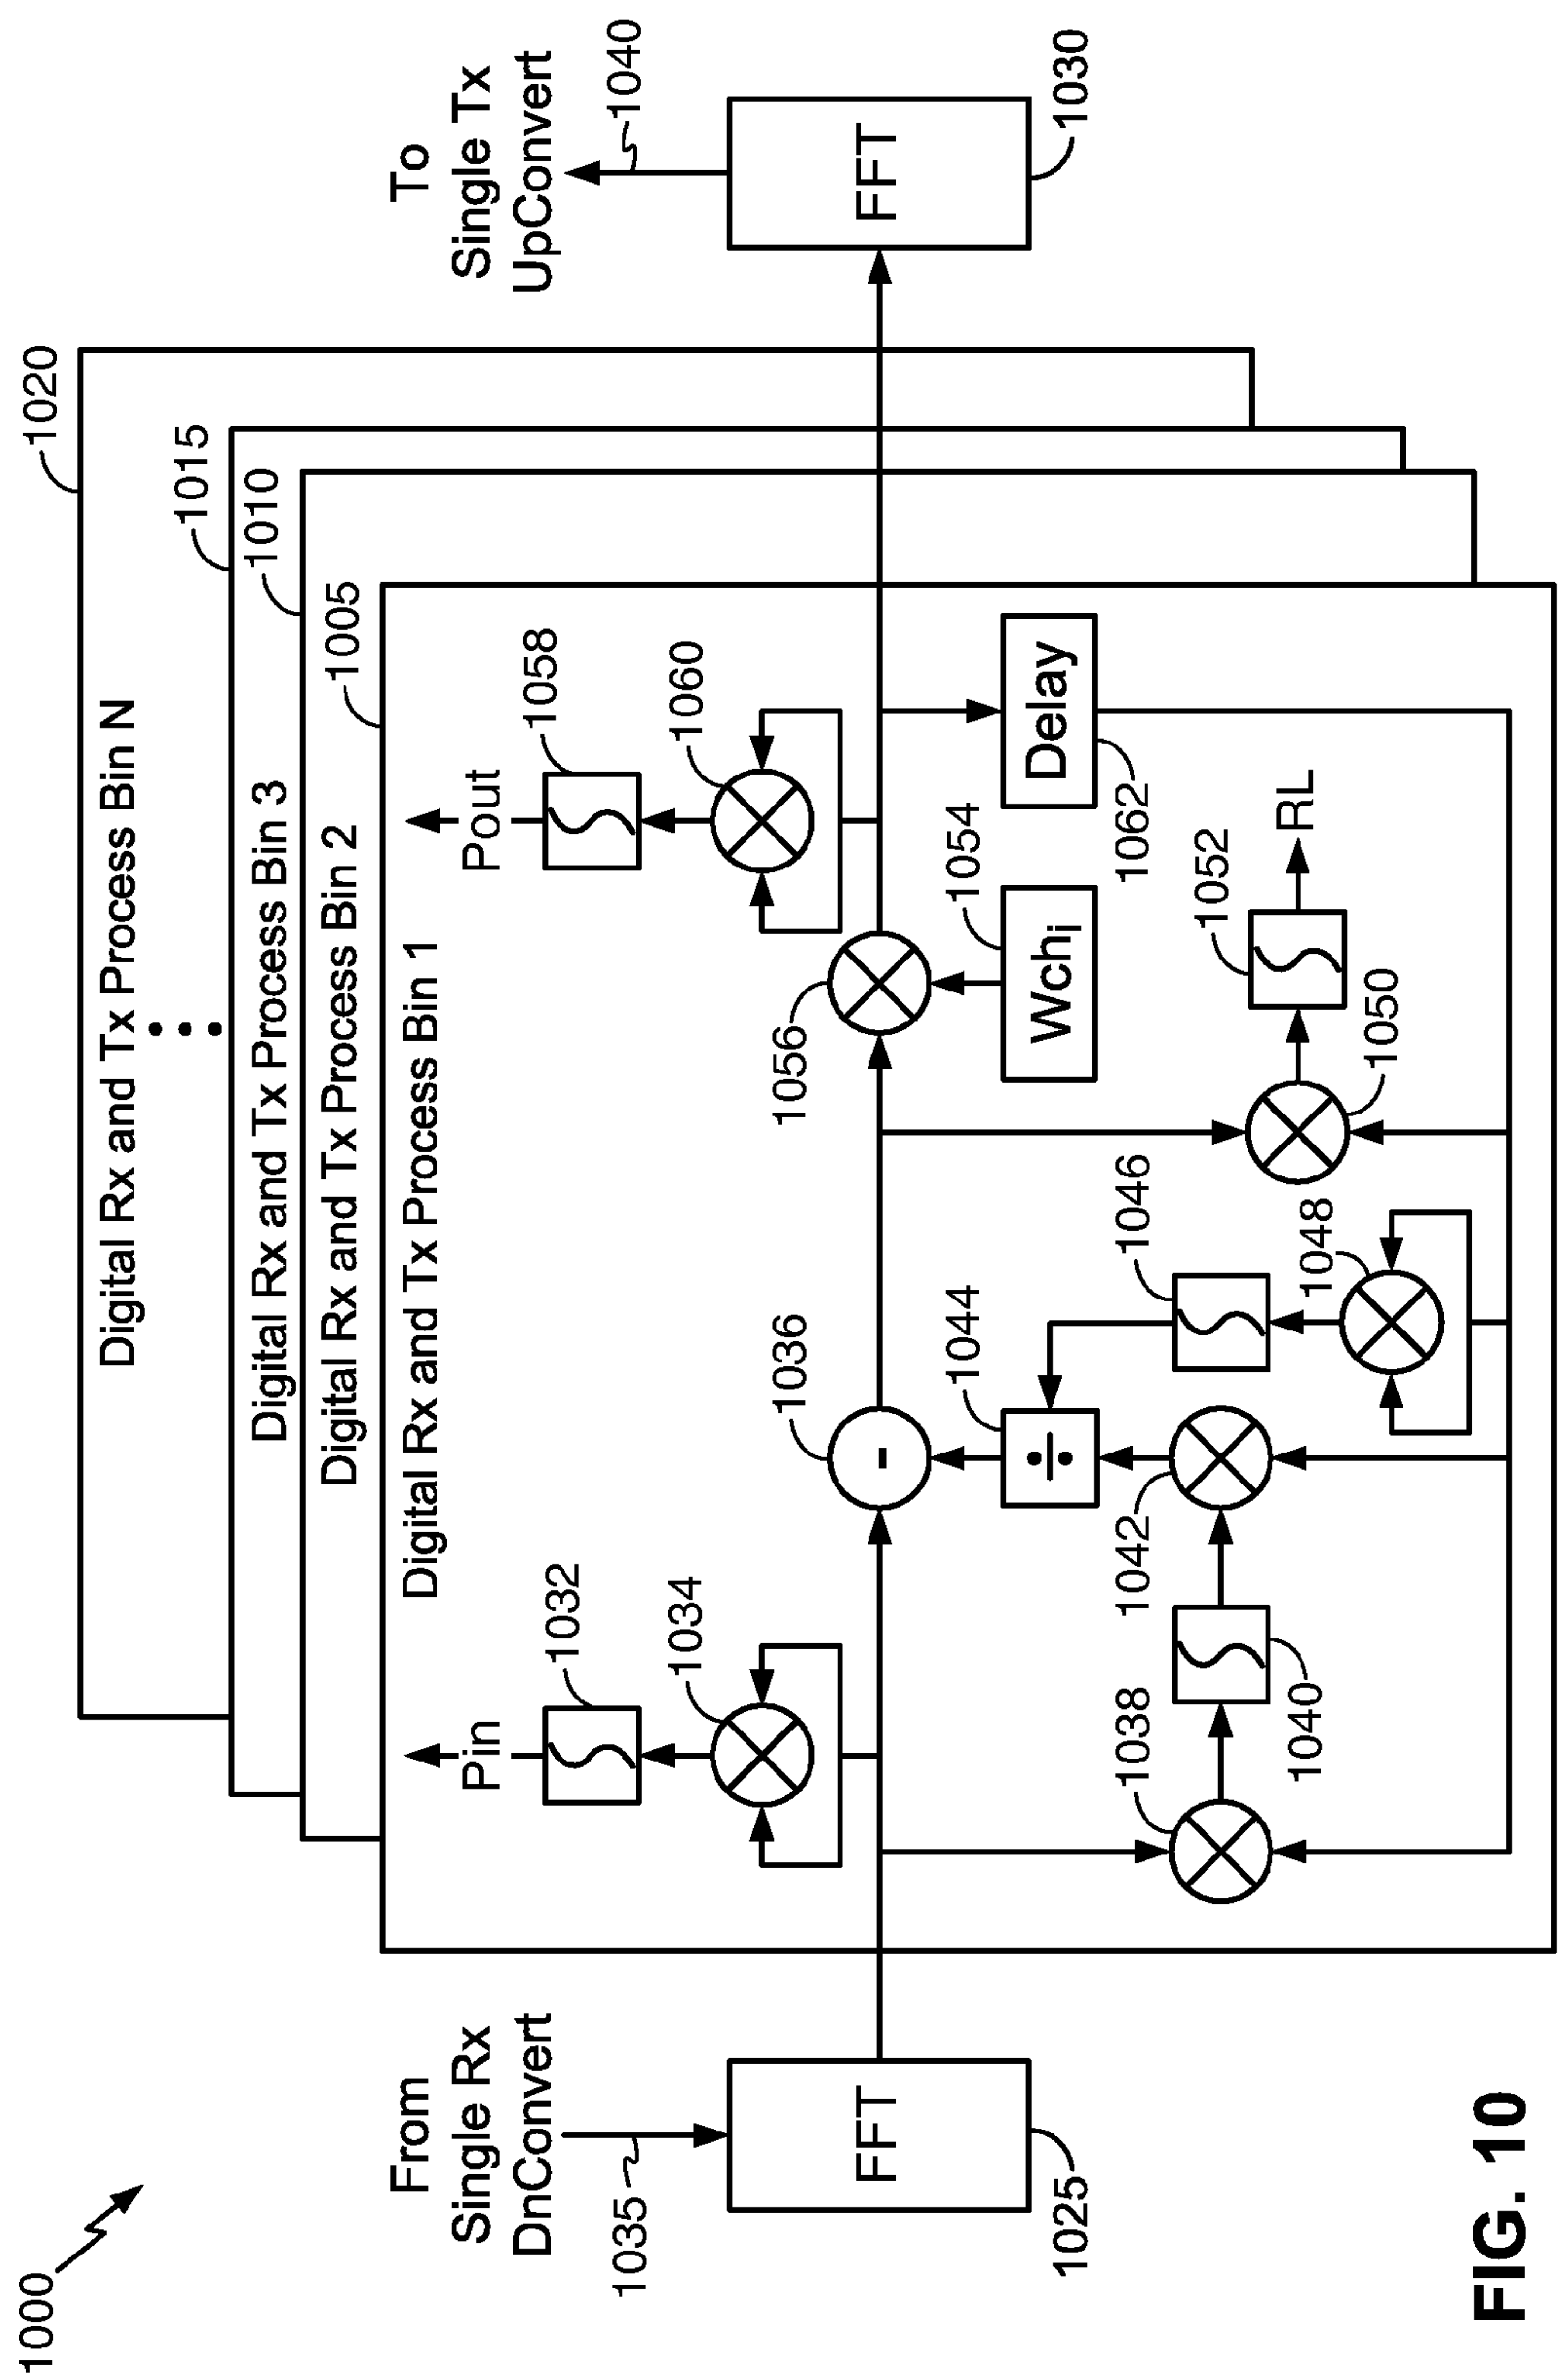 1000
1020
Digital Rx and Tx Process Bin N
1015
Digital Rx and Tx Process Bin 3
1010
Digital Rx and Tx Process Bin 2
1005
Digital Rx and Tx Process Bin 1
From
Single Rx
DnConvert
1035
FFT
1025
To
Single Tx
UpConvert
1040
FFT
1030
Pin
1032
1034
Pout
1058
1060
1036
-
1056
1044
÷
1054
Wchi
Delay
1062
1038
1040
1042
1046
1048
1052
RL
1050
FIG. 10